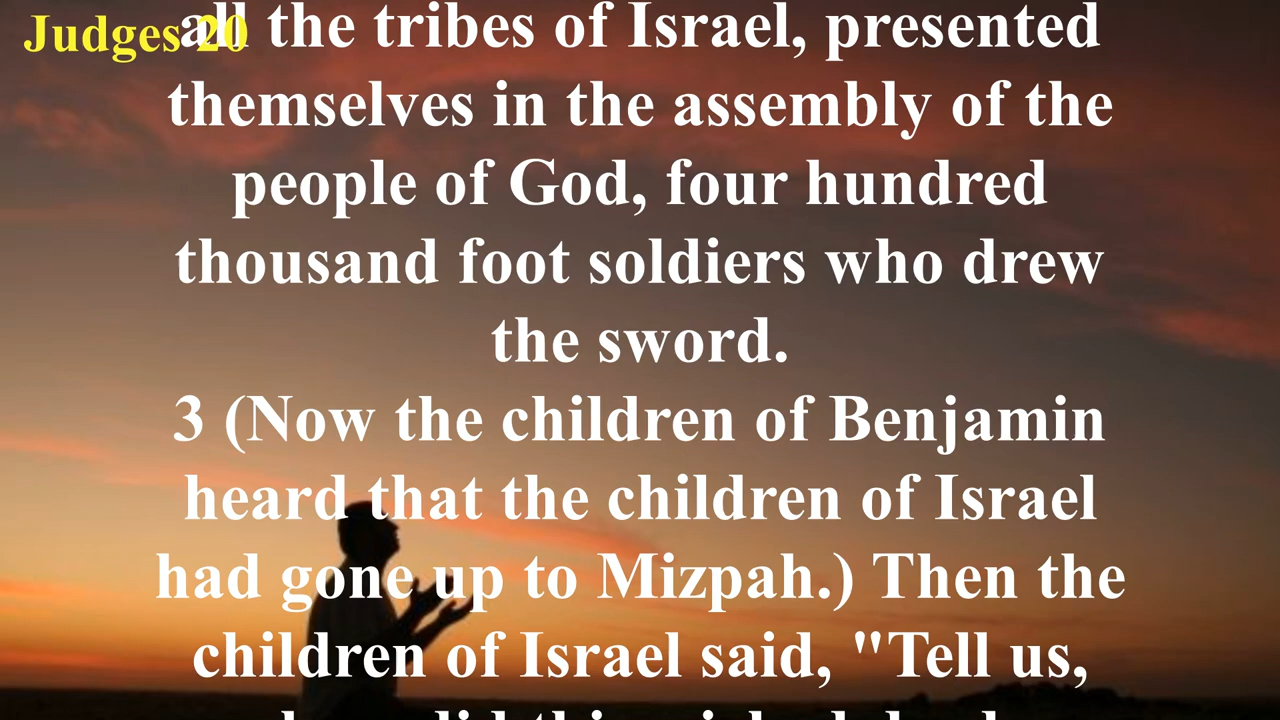 Judges 20
all the tribes of Israel, presented
themselves in the assembly of the
people of God, four hundred
thousand foot soldiers who drew
the sword.
3 (Now the children of Benjamin
heard that the children of Israel
had gone up to Mizpah.) Then the
children of Israel said, "Tell us,